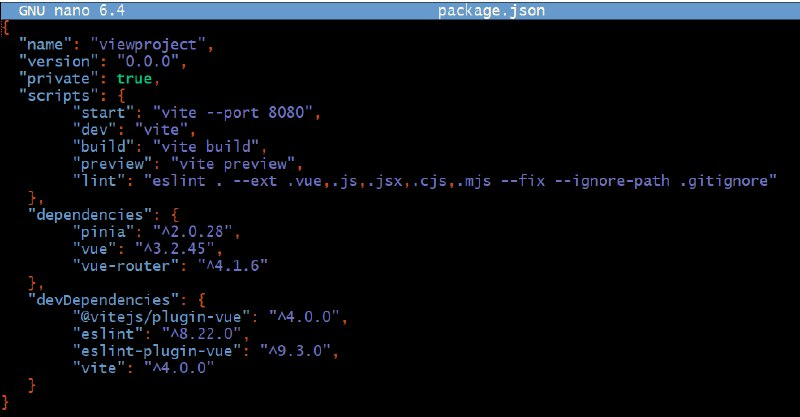 GNU nano 6.4 package.json
{
"name": "viewproject",
"version": "0.0.0",
"private": true,
"scripts": {
"start": "vite --port 8080",
"dev": "vite",
"build": "vite build",
"preview": "vite preview",
"lint": "eslint . --ext .vue,.js,.jsx,.cjs,.mjs --fix --ignore-path .gitignore"
},
"dependencies": {
"pinia": "^2.0.28",
"vue": "^3.2.45",
"vue-router": "^4.1.6"
},
"devDependencies": {
"@vitejs/plugin-vue": "^4.0.0",
"eslint": "^8.22.0",
"eslint-plugin-vue": "^9.3.0",
"vite": "^4.0.0"
}
}